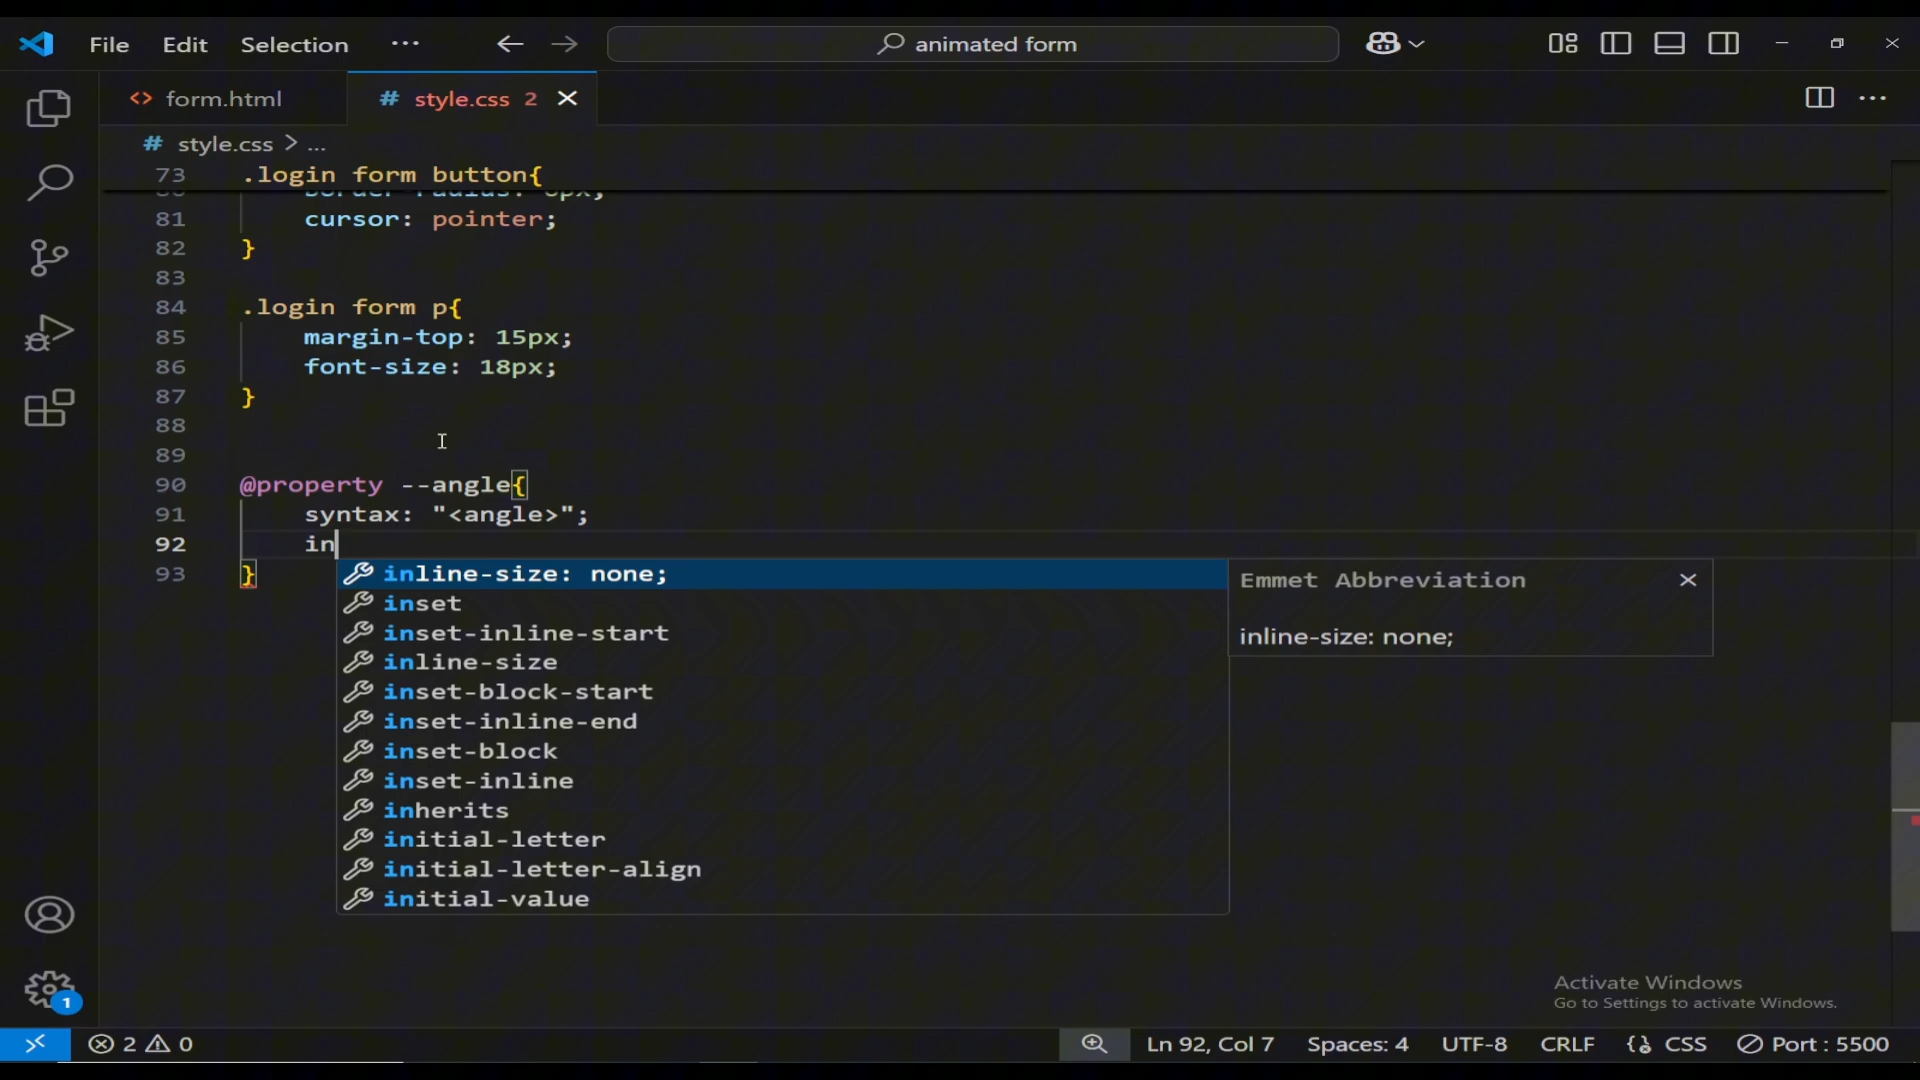 File Edit Selection ··· animated form
form.html # style.css 2
# style.css > ...
73 .login form button{
81 cursor: pointer;
82 }
83
84 .login form p{
85 margin-top: 15px;
86 font-size: 18px;
87 }
88
89
90 @property --angle{
91 syntax: "<angle>";
92 in
93 }
inline-size: none;
inset
inset-inline-start
inline-size
inset-block-start
inset-inline-end
inset-block
inset-inline
inherits
initial-letter
initial-letter-align
initial-value
Emmet Abbreviation
inline-size: none;
Activate Windows
Go to Settings to activate Windows.
1
2 0 Ln 92, Col 7 Spaces: 4 UTF-8 CRLF CSS Port : 5500